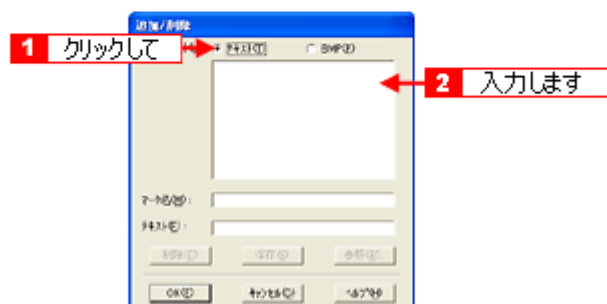 追加/削除
1 クリックして
テキスト(T)
BMP(B)
2 入力します
マーク名(M):
テキスト(E):
削除(D)
保存(S)
参照(R)...
OK(O)
キャンセル(C)
ヘルプ(H)